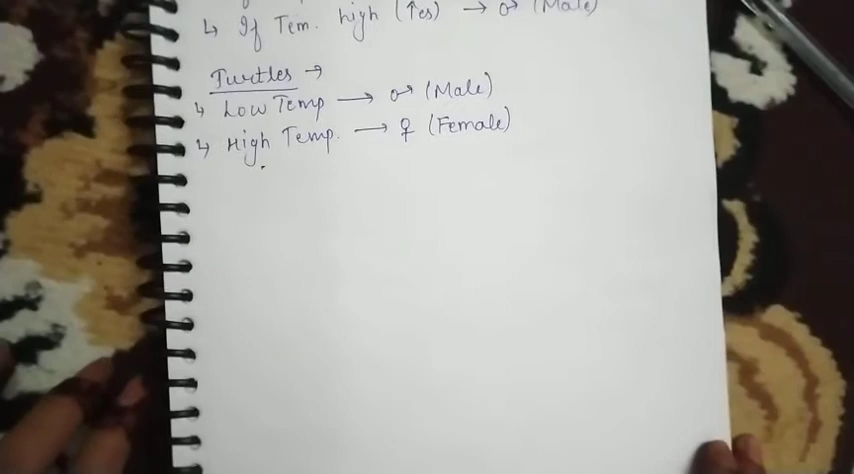 ↳ If Tem. high (↑es) → ♂ (Male)
Turtles →
↳ Low Temp → ♂ (Male)
↳ High Temp. → ♀ (Female)